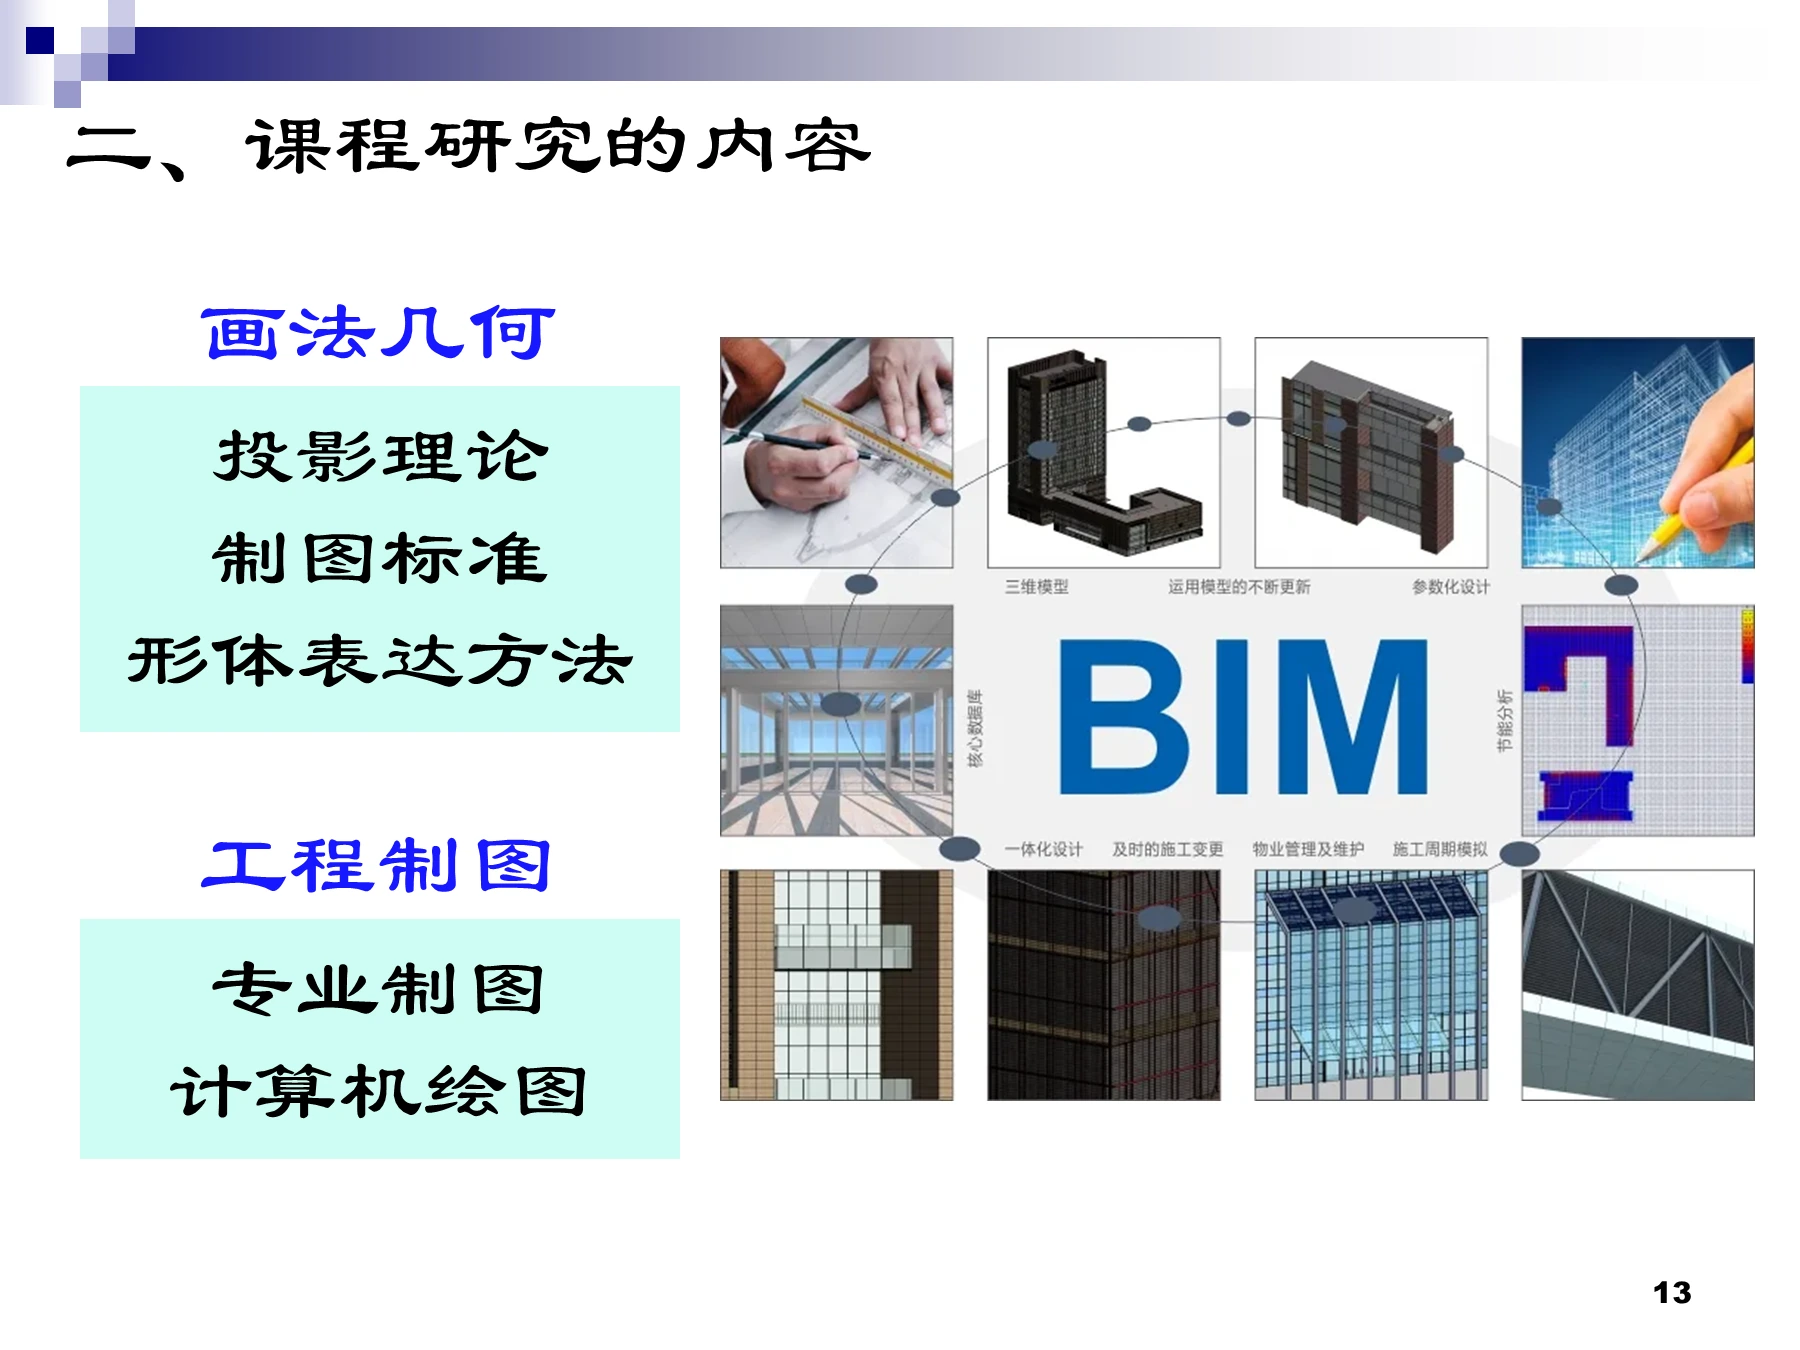 二、课程研究的内容
画法几何
投影理论
制图标准
形体表达方法
工程制图
专业制图
计算机绘图
三维模型 运用模型的不断更新 参数化设计
核心数据库
BIM
节能分析
一体化设计 及时的施工变更 物业管理及维护 施工周期模拟
13